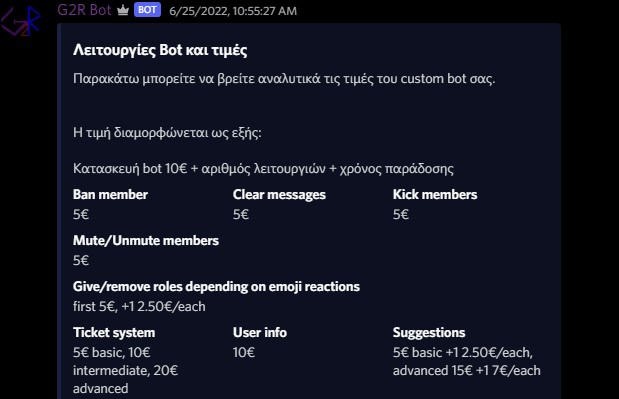 G2R
G2R Bot BOT 6/25/2022, 10:55:27 AM
Λειτουργίες Bot και τιμές
Παρακάτω μπορείτε να βρείτε αναλυτικά τις τιμές του custom bot σας.
Η τιμή διαμορφώνεται ως εξής:
Κατασκευή bot 10€ + αριθμός λειτουργιών + χρόνος παράδοσης
Ban member Clear messages Kick members
5€ 5€ 5€
Mute/Unmute members
5€
Give/remove roles depending on emoji reactions
first 5€, +1 2.50€/each
Ticket system User info Suggestions
5€ basic, 10€ 10€ 5€ basic +1 2.50€/each,
intermediate, 20€ advanced 15€ +1 7€/each
advanced